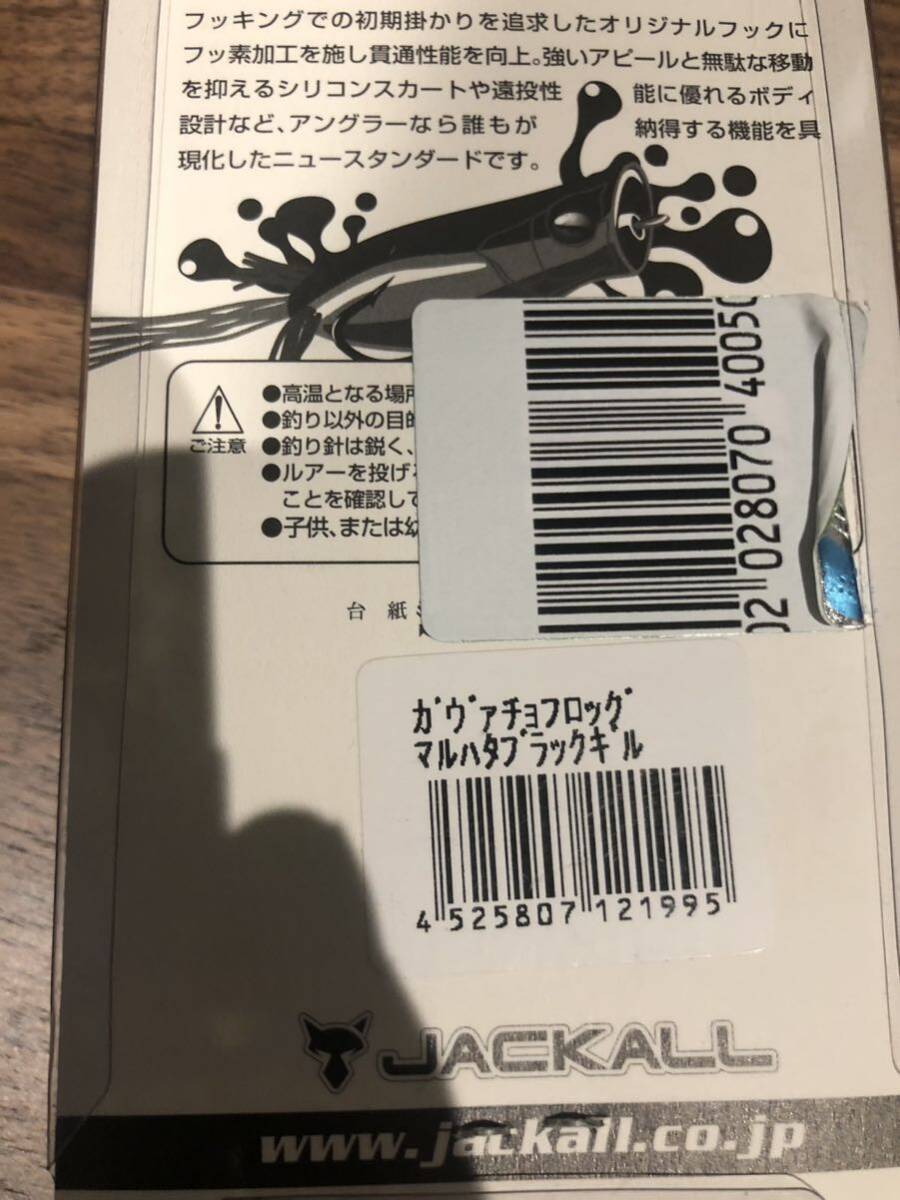 フッキングでの初期掛かりを追求したオリジナルフックに
フッ素加工を施し貫通性能を向上。強いアピールと無駄な移動
を抑えるシリコンスカートや遠投性能に優れるボディ
設計など、アングラーなら誰もが納得する機能を具
現化したニュースタンダードです。
ご注意
●高温となる場所
●釣り以外の目的
●釣り針は鋭く、
●ルアーを投げ
ことを確認して
●子供、または幼
台紙
02 028070 4005
ガヴァチョフロッグ
マルハタブラックギル
4 525807 121995
JACKALL
www.jackall.co.jp